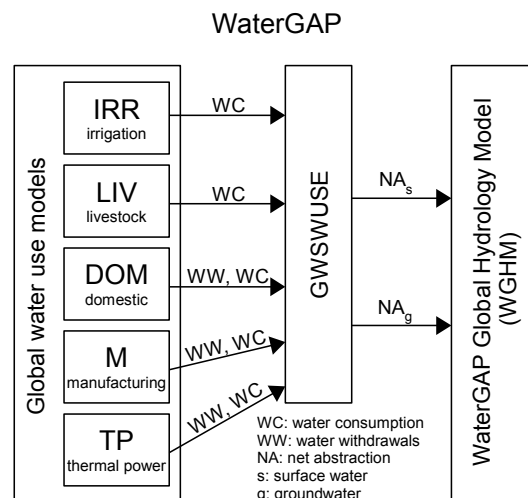 WaterGAP
Global water use models
IRR
irrigation
WC
LIV
livestock
WC
DOM
domestic
WW, WC
M
manufacturing
WW, WC
TP
thermal power
WW, WC
GWSWUSE
NAs
NAg
WaterGAP Global Hydrology Model
(WGHM)
WC: water consumption
WW: water withdrawals
NA: net abstraction
s: surface water
g: groundwater